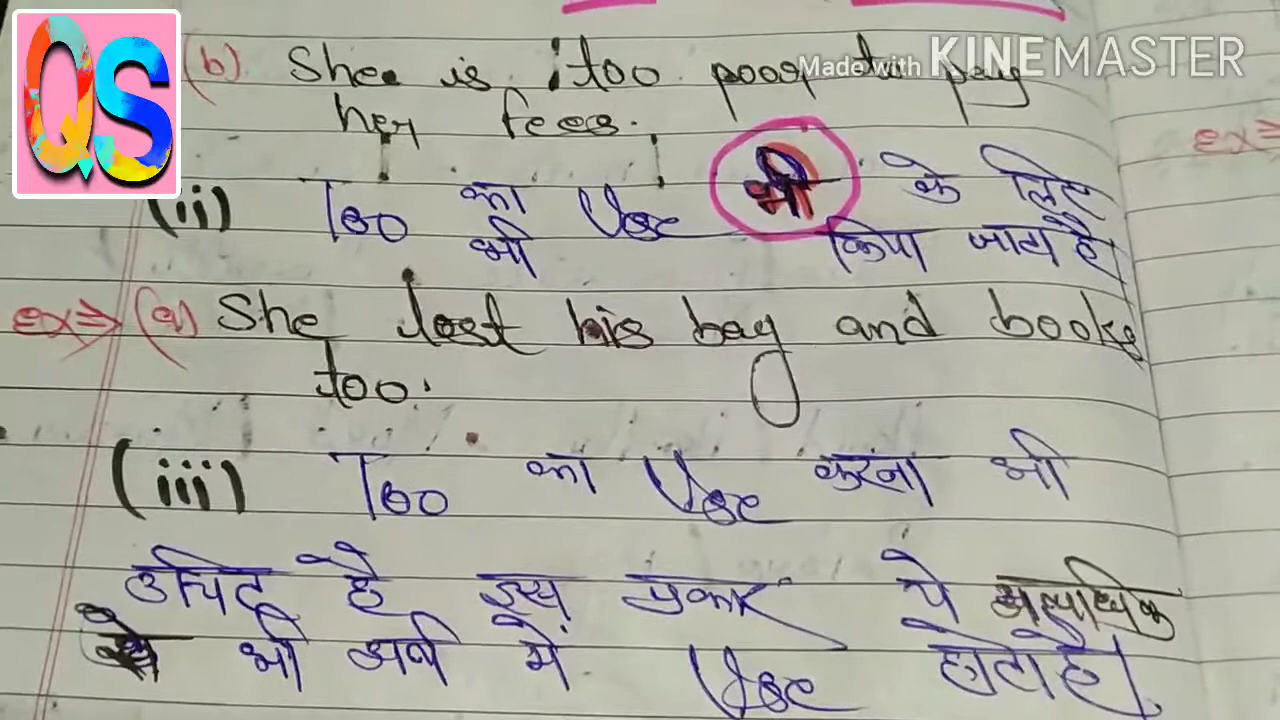 QS
Made with KINEMASTER
(b) She is too poor to pay
her fees.
ex⇒
(ii) Too का Use भी के लिए
भी किया जाता है।
ex⇒ (a) She lost his bag and books
too.
(iii) Too का Use करना भी
उचित है इस प्रकार ये अत्यधिक
भी अर्थ में Use होता है।